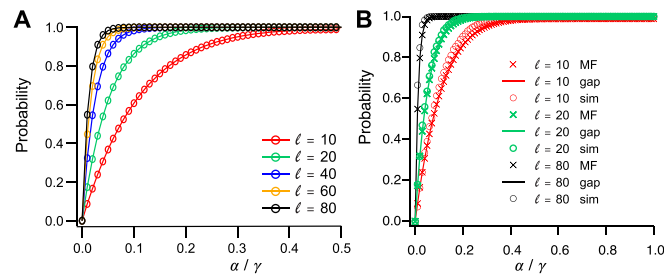 A
Probability
1.0
0.8
0.6
0.4
0.2
0.0
0.0 0.1 0.2 0.3 0.4 0.5
α / γ
ℓ = 10
ℓ = 20
ℓ = 40
ℓ = 60
ℓ = 80
B
Probability
1.0
0.8
0.6
0.4
0.2
0.0
0.0 0.2 0.4 0.6 0.8 1.0
α / γ
ℓ = 10 MF
ℓ = 10 gap
ℓ = 10 sim
ℓ = 20 MF
ℓ = 20 gap
ℓ = 20 sim
ℓ = 80 MF
ℓ = 80 gap
ℓ = 80 sim